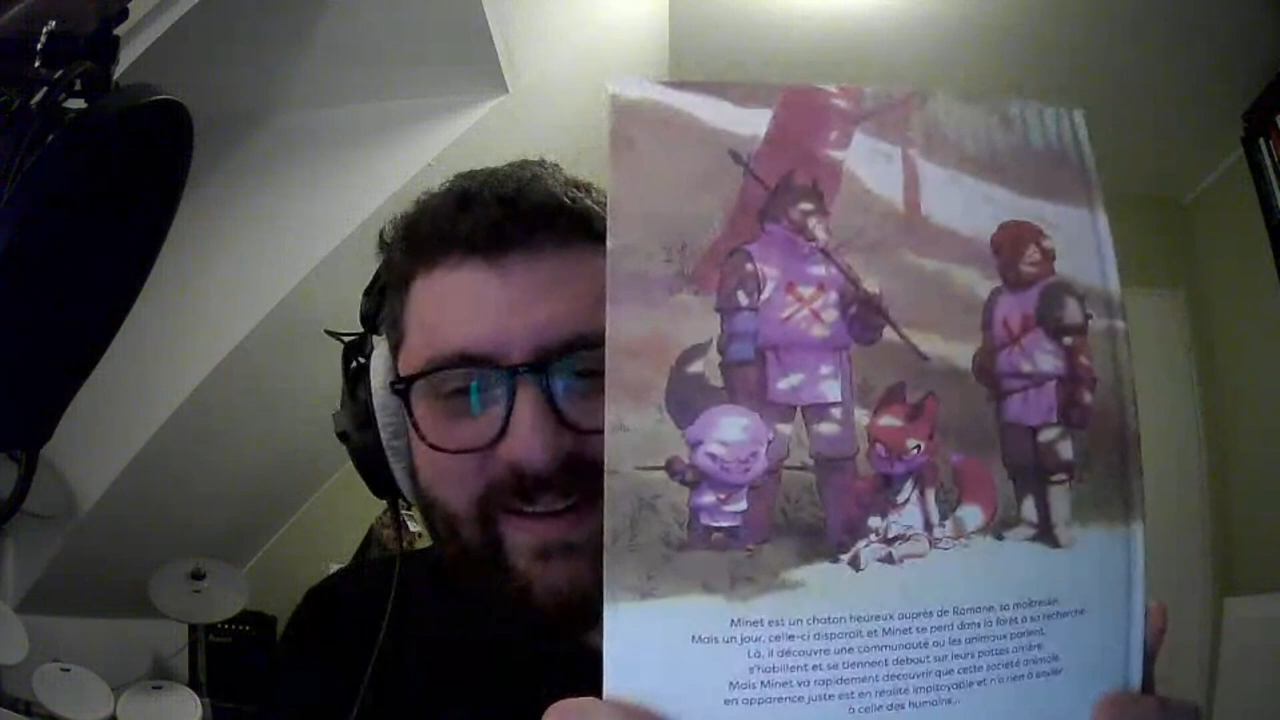 Minet est un chaton heureux auprès de Romane, sa maîtresse.
Mais un jour, celle-ci disparaît et Minet se perd dans la forêt à sa recherche.
Là, il découvre une communauté où les animaux parlent,
s'habillent et se tiennent debout sur leurs pattes arrière.
Mais Minet va rapidement découvrir que cette société animale
en apparence juste est en réalité impitoyable et n'a rien à envier
à celle des humains...